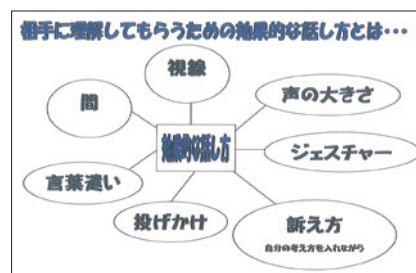 相手に理解してもらうための効果的な話し方とは・・・
視線
間
声の大きさ
効果的な話し方
ジェスチャー
言葉遣い
投げかけ
訴え方
自分の考え方を入れながら